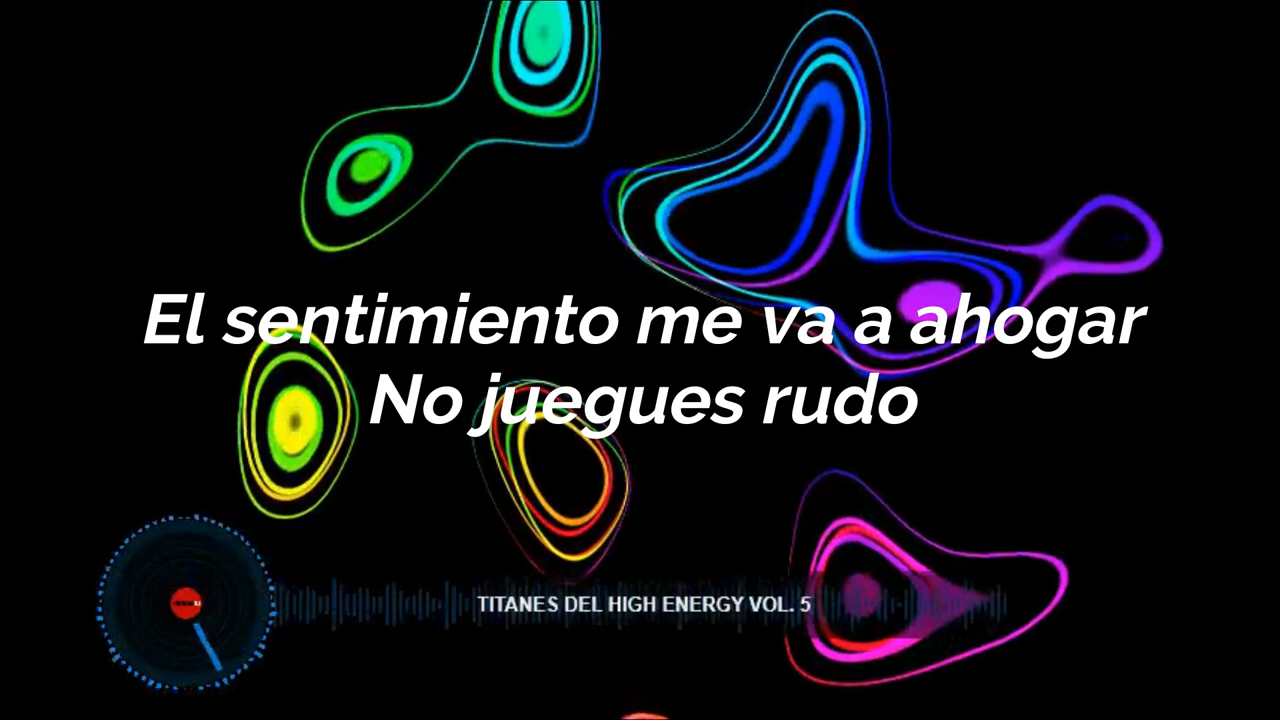 El sentimiento me va a ahogar
No juegues rudo
TITANES DEL HIGH ENERGY VOL. 5